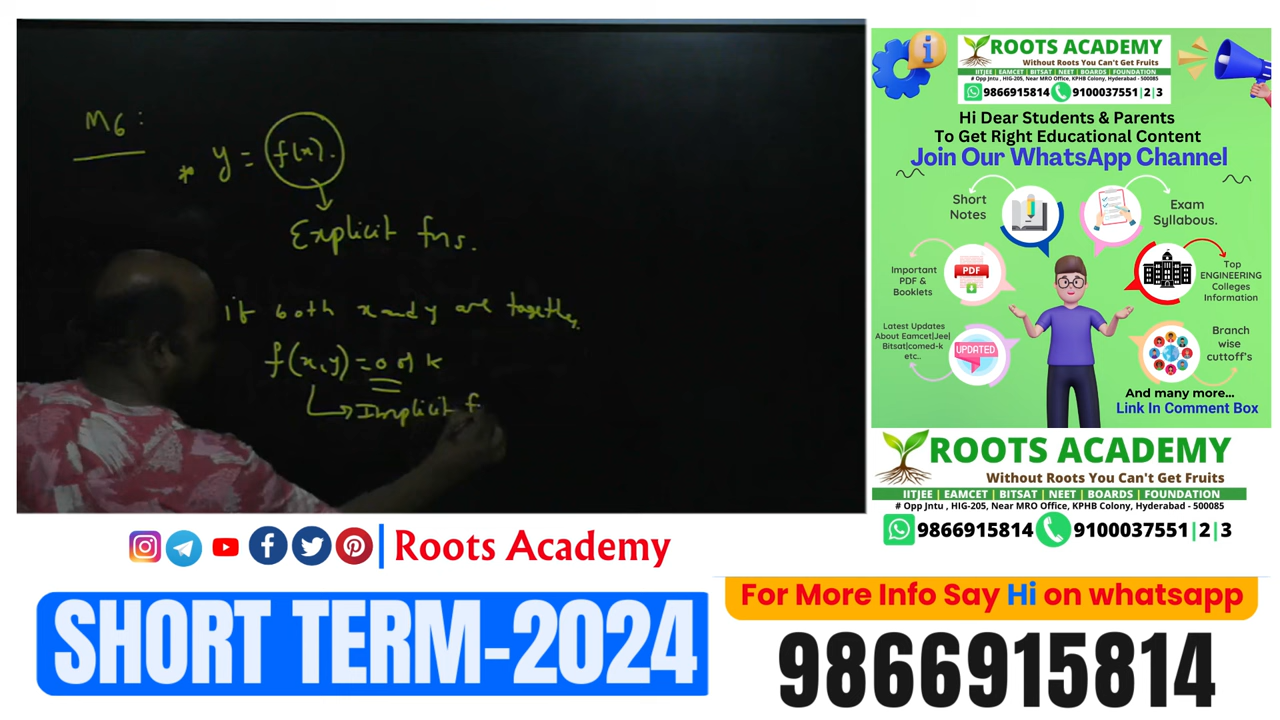 M6:
* y = f(x).
Explicit fns.
if both x and y are together,
f(x,y) = 0 or k
Implicit f
ROOTS ACADEMY
Without Roots You Can't Get Fruits
IITJEE | EAMCET | BITSAT | NEET | BOARDS | FOUNDATION
# Opp Jntu , HIG-205, Near MRO Office, KPHB Colony, Hyderabad - 500085
9866915814 9100037551|2|3
Hi Dear Students & Parents
To Get Right Educational Content
Join Our WhatsApp Channel
Short
Notes
Exam
Syllabous.
Important
PDF &
Booklets
PDF
Top
ENGINEERING
Colleges
Information
Latest Updates
About Eamcet|Jee|
Bitsat|comed-k
etc..
UPDATED
Branch
wise
cuttoff's
And many more...
Link In Comment Box
ROOTS ACADEMY
Without Roots You Can't Get Fruits
IITJEE | EAMCET | BITSAT | NEET | BOARDS | FOUNDATION
# Opp Jntu , HIG-205, Near MRO Office, KPHB Colony, Hyderabad - 500085
9866915814 9100037551|2|3
| Roots Academy
SHORT TERM-2024
For More Info Say Hi on whatsapp
9866915814